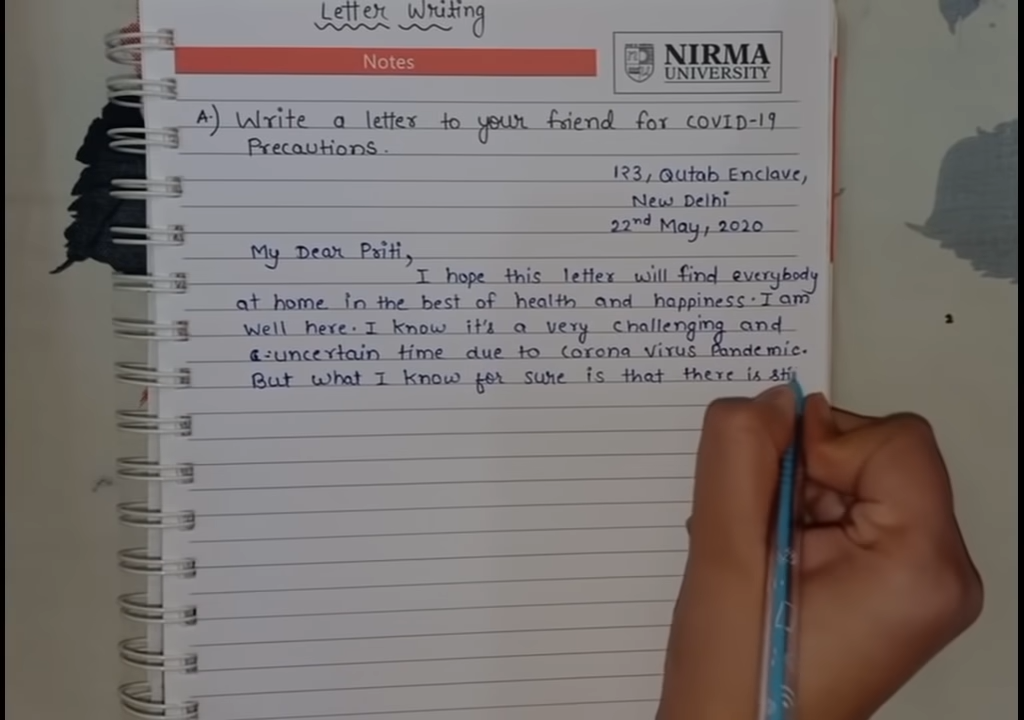 Letter Writing
Notes
NIRMA
UNIVERSITY
A.) Write a letter to your friend for COVID-19
Precautions.
123, Qutab Enclave,
New Delhi
22nd May, 2020
My Dear Priti,
I hope this letter will find everybody
at home in the best of health and happiness. I am
well here. I know it's a very challenging and
uncertain time due to Corona Virus Pandemic.
But what I know for sure is that there is sti